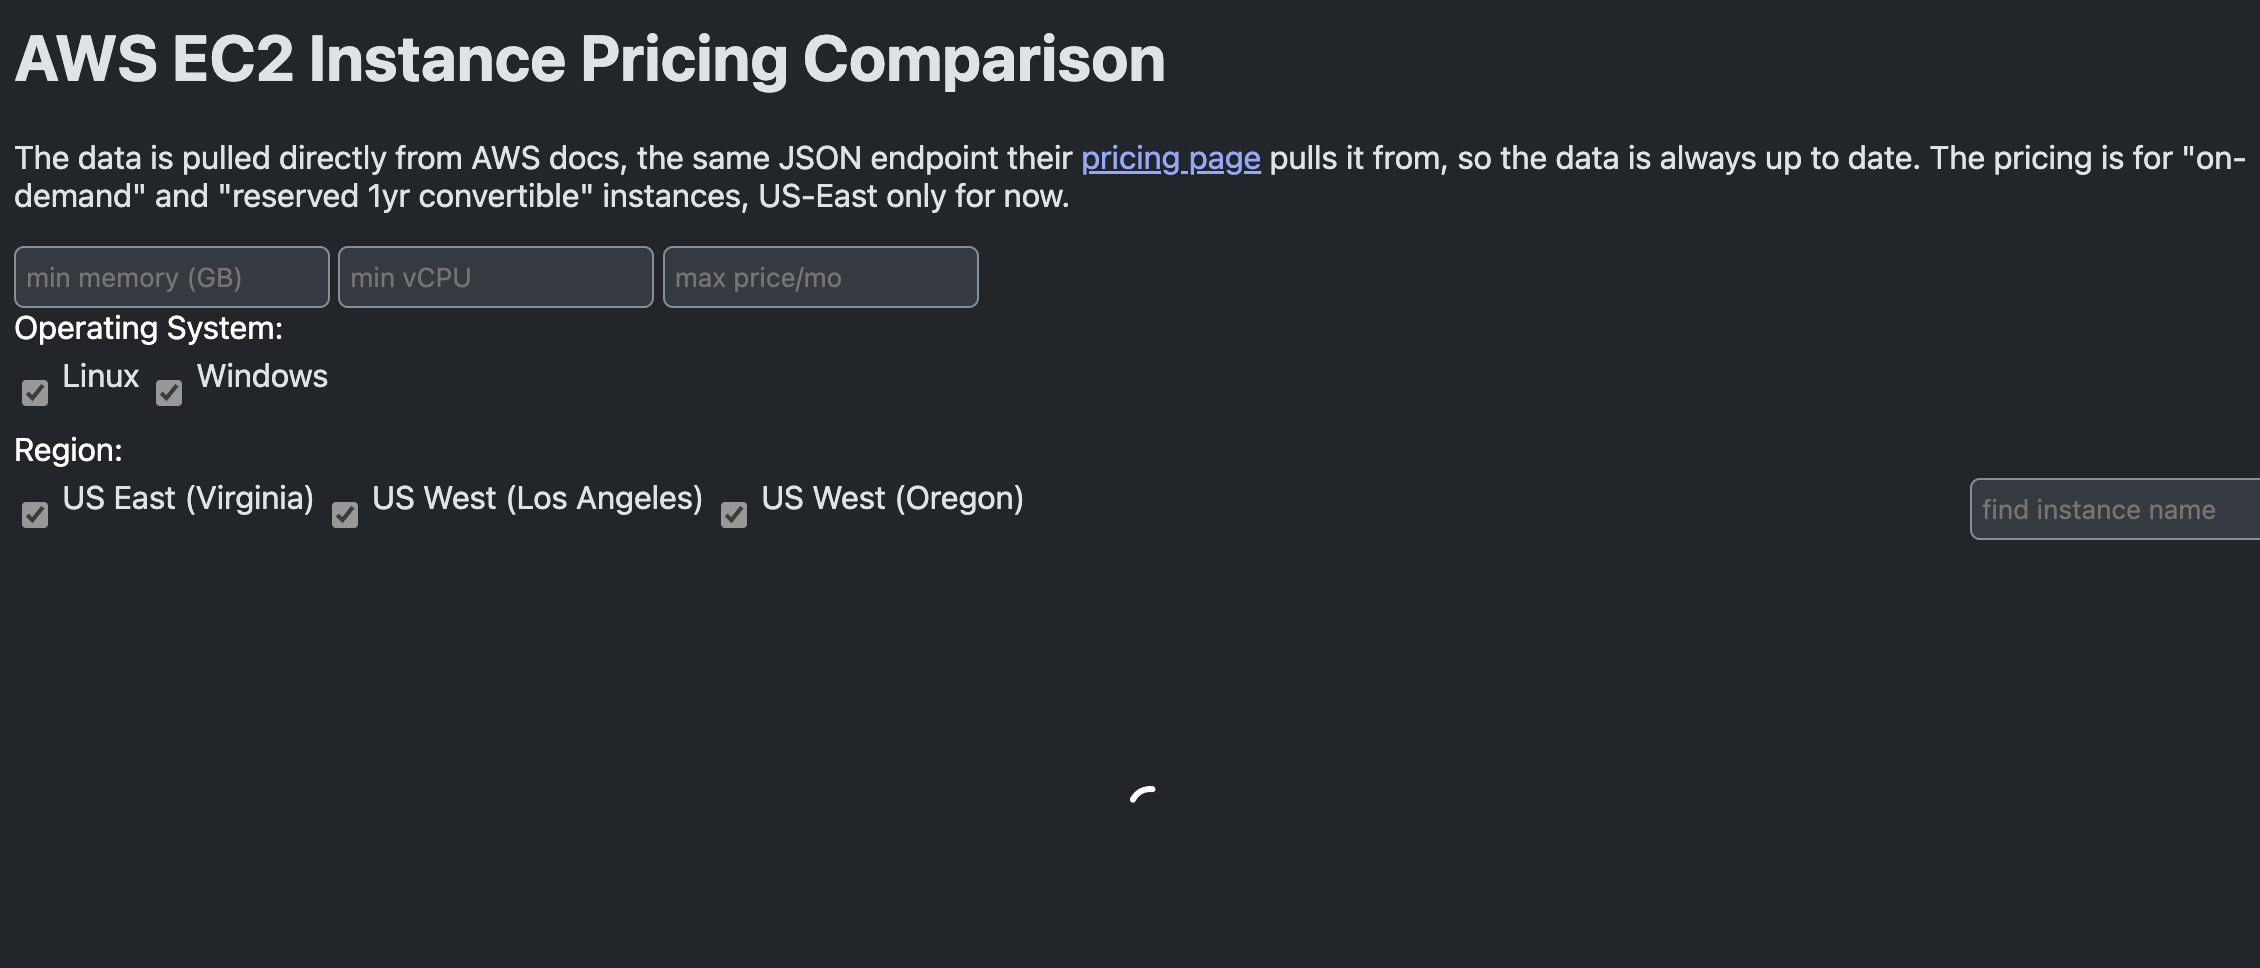 AWS EC2 Instance Pricing Comparison
The data is pulled directly from AWS docs, the same JSON endpoint their pricing page pulls it from, so the data is always up to date. The pricing is for "on-
demand" and "reserved 1yr convertible" instances, US-East only for now.
min memory (GB) min vCPU max price/mo
Operating System:
Linux Windows
Region:
US East (Virginia) US West (Los Angeles) US West (Oregon) find instance name